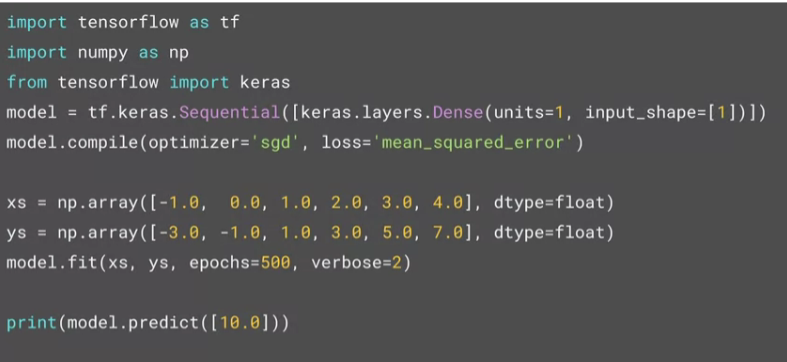 import tensorflow as tf
import numpy as np
from tensorflow import keras
model = tf.keras.Sequential([keras.layers.Dense(units=1, input_shape=[1])])
model.compile(optimizer='sgd', loss='mean_squared_error')
xs = np.array([-1.0,  0.0, 1.0, 2.0, 3.0, 4.0], dtype=float)
ys = np.array([-3.0, -1.0, 1.0, 3.0, 5.0, 7.0], dtype=float)
model.fit(xs, ys, epochs=500, verbose=2)
print(model.predict([10.0]))